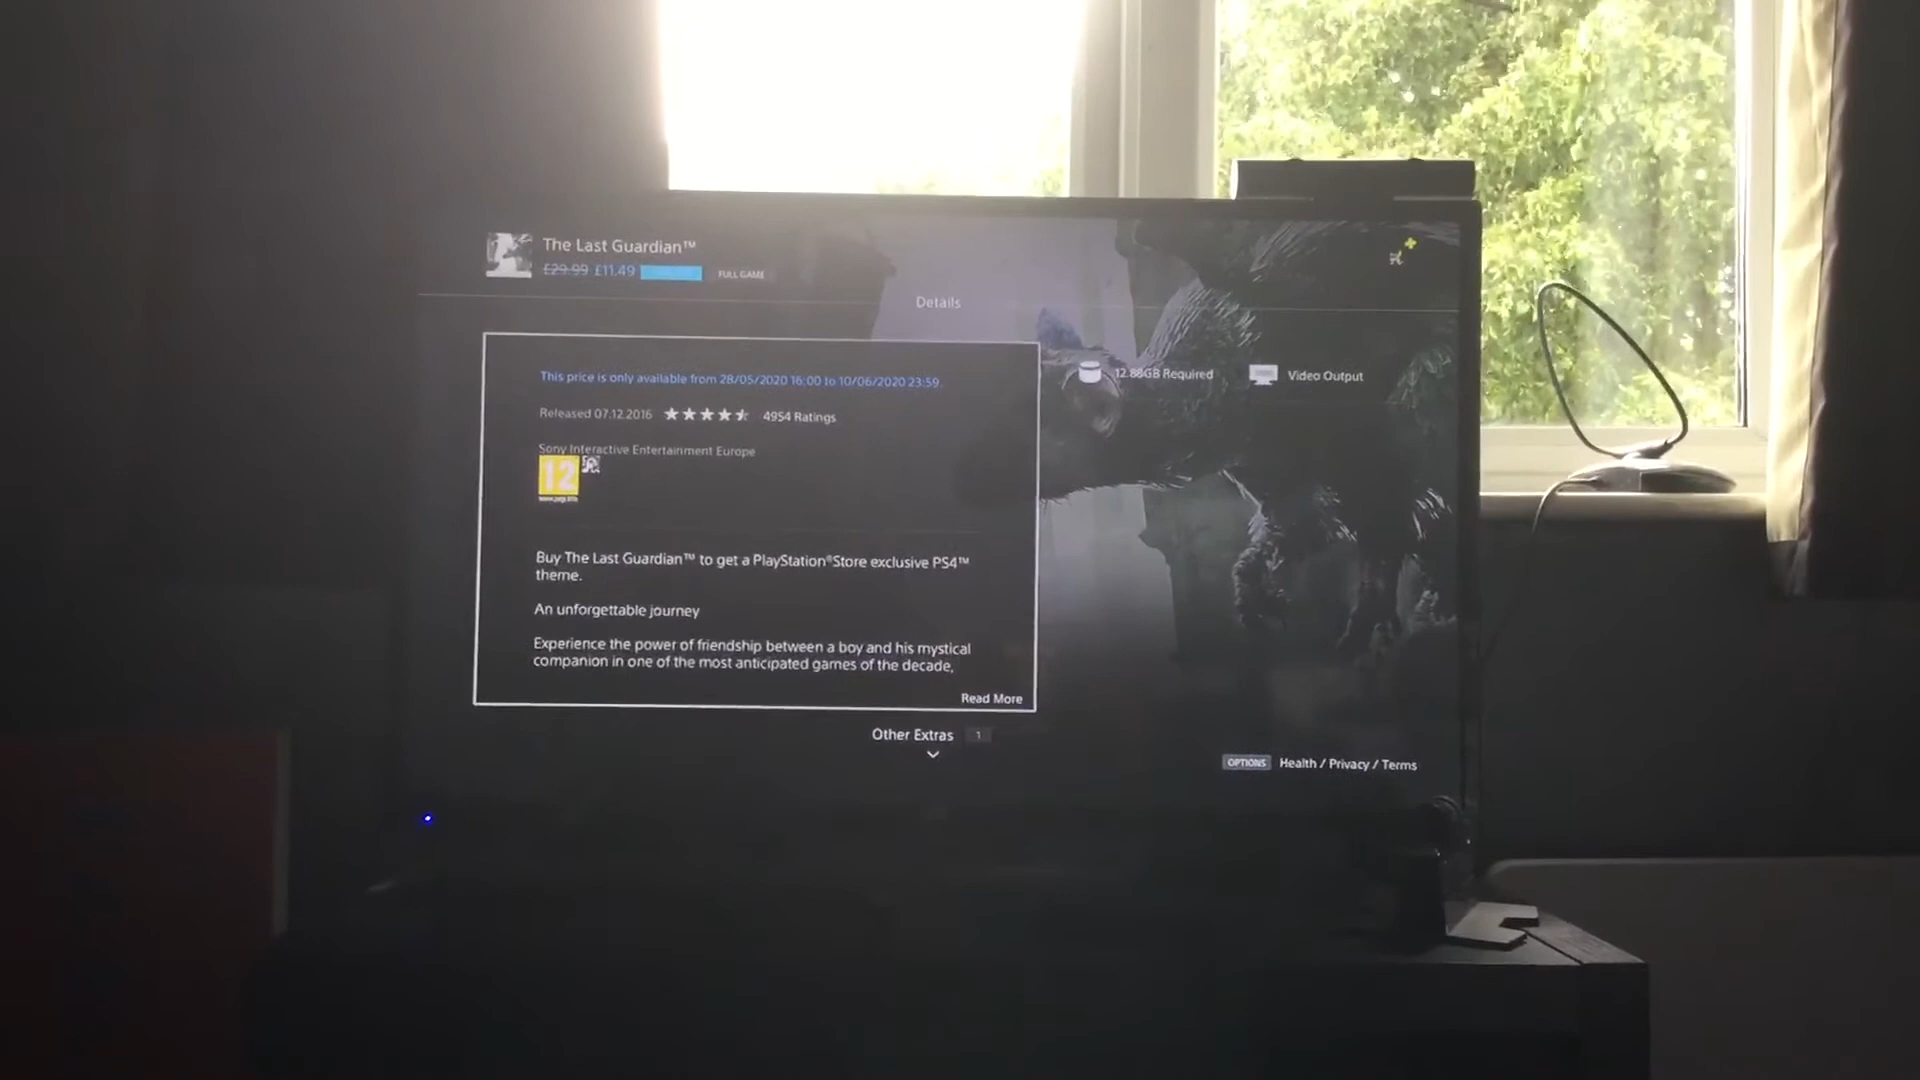 The Last Guardian™
£29.99 £11.49 FULL GAME
Details
This price is only available from 28/05/2020 16:00 to 10/06/2020 23:59.
12.88GB Required
Video Output
Released 07.12.2016 4954 Ratings
Sony Interactive Entertainment Europe
12
Buy The Last Guardian™ to get a PlayStation®Store exclusive PS4™
theme.
An unforgettable journey
Experience the power of friendship between a boy and his mystical
companion in one of the most anticipated games of the decade,
Read More
Other Extras 1
OPTIONS Health / Privacy / Terms